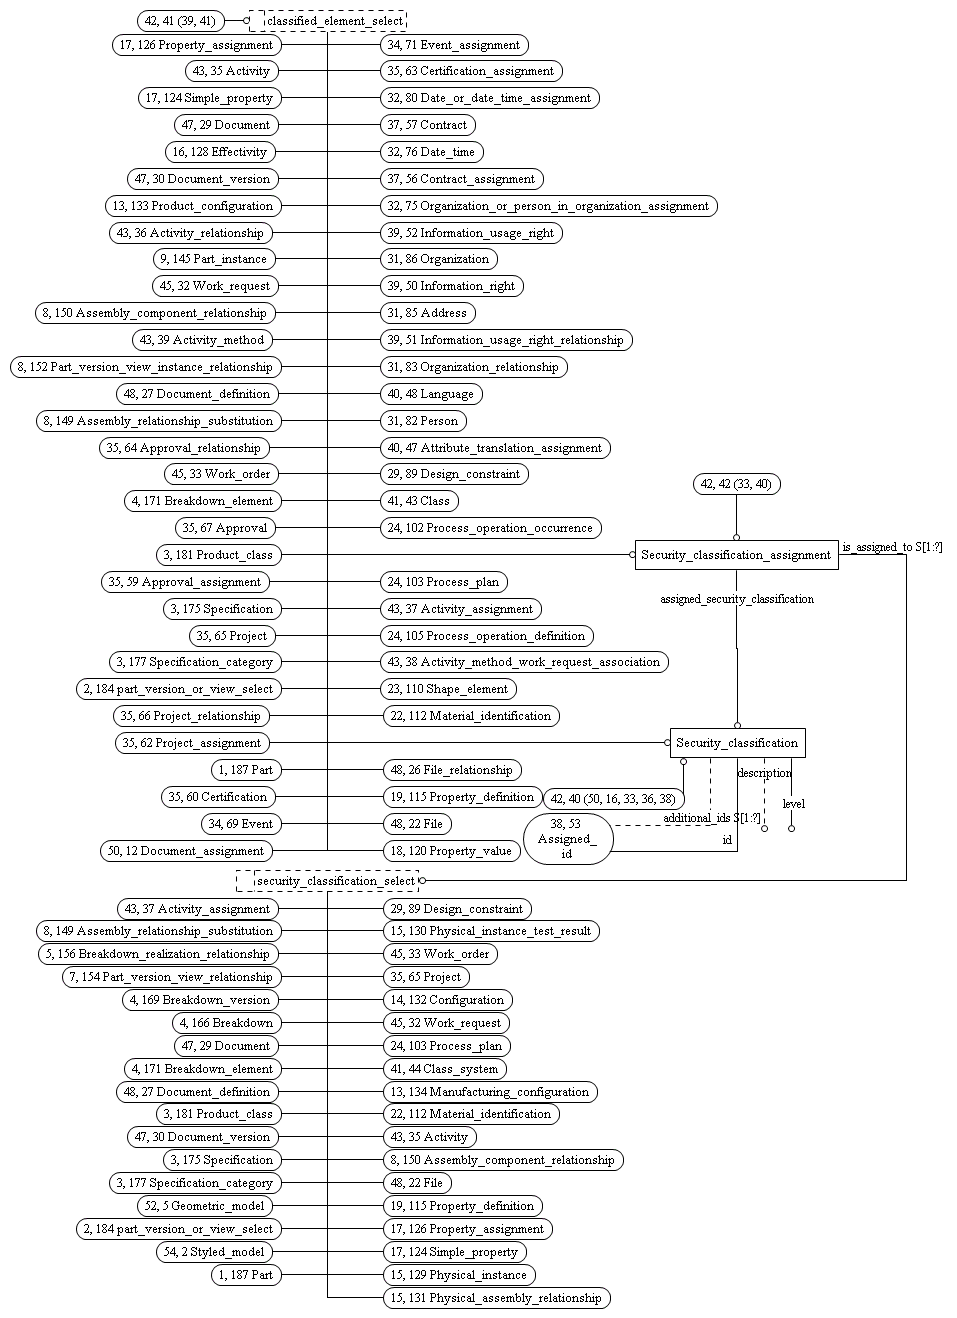 42, 41 (39, 41)
classified_element_select
17, 126 Property_assignment
34, 71 Event_assignment
43, 35 Activity
35, 63 Certification_assignment
17, 124 Simple_property
32, 80 Date_or_date_time_assignment
47, 29 Document
37, 57 Contract
16, 128 Effectivity
32, 76 Date_time
47, 30 Document_version
37, 56 Contract_assignment
13, 133 Product_configuration
32, 75 Organization_or_person_in_organization_assignment
43, 36 Activity_relationship
39, 52 Information_usage_right
9, 145 Part_instance
31, 86 Organization
45, 32 Work_request
39, 50 Information_right
8, 150 Assembly_component_relationship
31, 85 Address
43, 39 Activity_method
39, 51 Information_usage_right_relationship
8, 152 Part_version_view_instance_relationship
31, 83 Organization_relationship
48, 27 Document_definition
40, 48 Language
8, 149 Assembly_relationship_substitution
31, 82 Person
35, 64 Approval_relationship
40, 47 Attribute_translation_assignment
45, 33 Work_order
29, 89 Design_constraint
42, 42 (33, 40)
4, 171 Breakdown_element
41, 43 Class
35, 67 Approval
24, 102 Process_operation_occurrence
3, 181 Product_class
Security_classification_assignment
is_assigned_to S[1:?]
35, 59 Approval_assignment
24, 103 Process_plan
assigned_security_classification
3, 175 Specification
43, 37 Activity_assignment
35, 65 Project
24, 105 Process_operation_definition
3, 177 Specification_category
43, 38 Activity_method_work_request_association
2, 184 part_version_or_view_select
23, 110 Shape_element
35, 66 Project_relationship
22, 112 Material_identification
35, 62 Project_assignment
Security_classification
1, 187 Part
48, 26 File_relationship
description
35, 60 Certification
19, 115 Property_definition
42, 40 (50, 16, 33, 36, 38)
level
34, 69 Event
48, 22 File
38, 53
Assigned_
id
additional_ids S[1:?]
id
50, 12 Document_assignment
18, 120 Property_value
security_classification_select
43, 37 Activity_assignment
29, 89 Design_constraint
8, 149 Assembly_relationship_substitution
15, 130 Physical_instance_test_result
5, 156 Breakdown_realization_relationship
45, 33 Work_order
7, 154 Part_version_view_relationship
35, 65 Project
4, 169 Breakdown_version
14, 132 Configuration
4, 166 Breakdown
45, 32 Work_request
47, 29 Document
24, 103 Process_plan
4, 171 Breakdown_element
41, 44 Class_system
48, 27 Document_definition
13, 134 Manufacturing_configuration
3, 181 Product_class
22, 112 Material_identification
47, 30 Document_version
43, 35 Activity
3, 175 Specification
8, 150 Assembly_component_relationship
3, 177 Specification_category
48, 22 File
52, 5 Geometric_model
19, 115 Property_definition
2, 184 part_version_or_view_select
17, 126 Property_assignment
54, 2 Styled_model
17, 124 Simple_property
1, 187 Part
15, 129 Physical_instance
15, 131 Physical_assembly_relationship